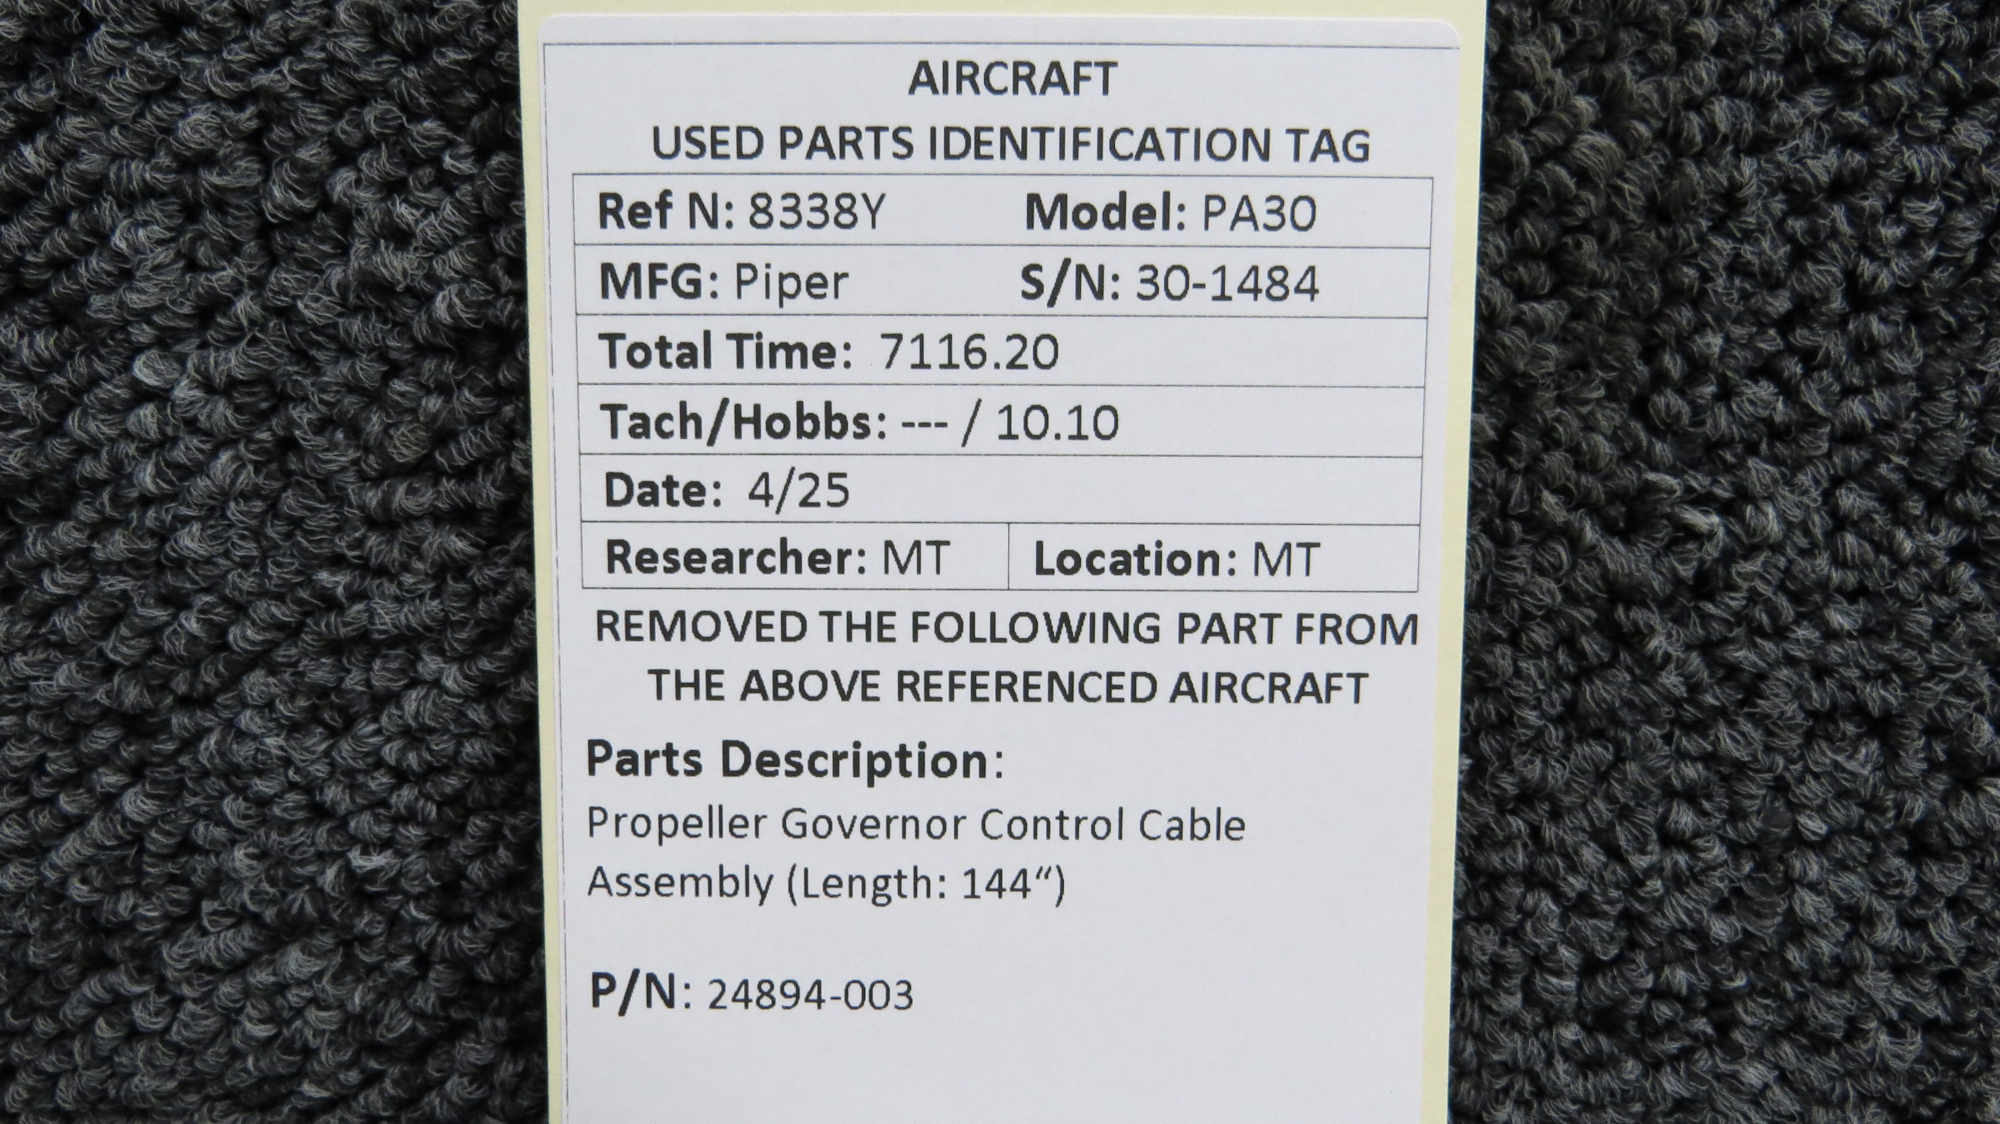 AIRCRAFT
USED PARTS IDENTIFICATION TAG
Ref N: 8338Y Model: PA30
MFG: Piper S/N: 30-1484
Total Time: 7116.20
Tach/Hobbs: --- / 10.10
Date: 4/25
Researcher: MT Location: MT
REMOVED THE FOLLOWING PART FROM
THE ABOVE REFERENCED AIRCRAFT
Parts Description:
Propeller Governor Control Cable
Assembly (Length: 144“)
P/N: 24894-003